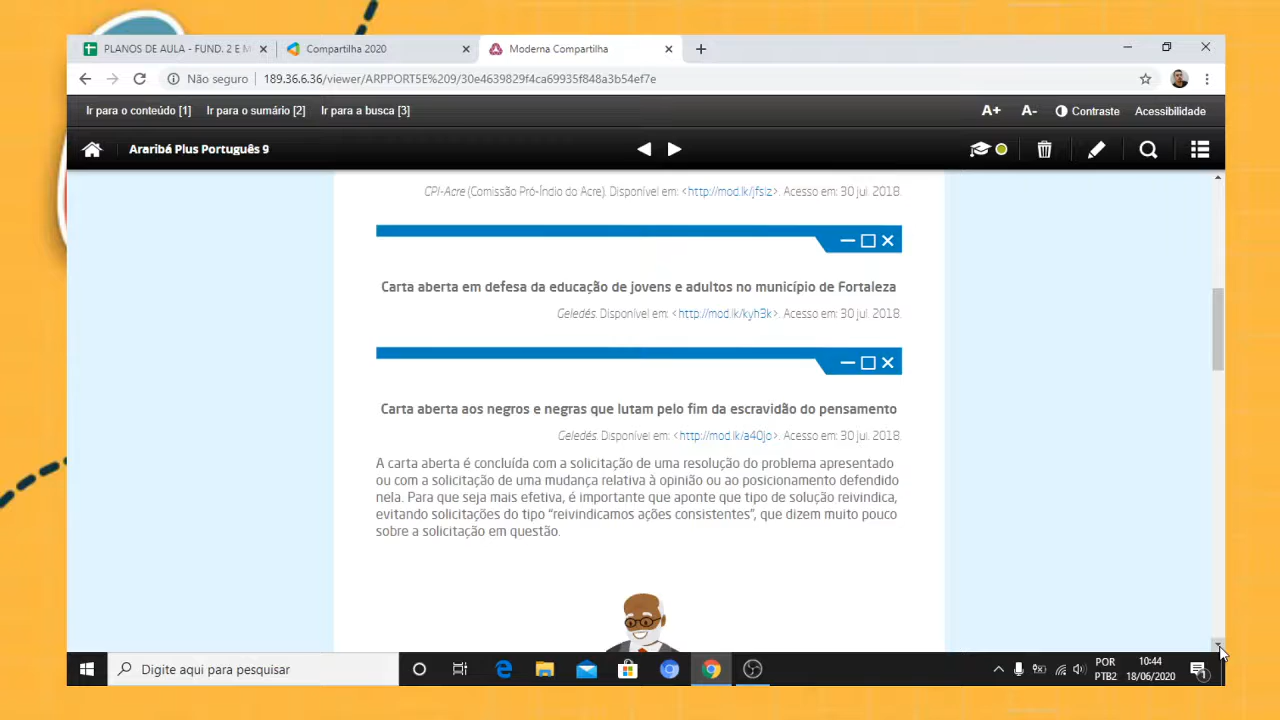 PLANOS DE AULA - FUND. 2 E M
Compartilha 2020
Moderna Compartilha
Não seguro
189.36.6.36/viewer/ARPPORT5E%209/30e4639829f4ca69935f848a3b54ef7e
Ir para o conteúdo [1] Ir para o sumário [2] Ir para a busca [3]
A+ A- Contraste Acessibilidade
Araribá Plus Português 9
CPI-Acre (Comissão Pró-Índio do Acre). Disponível em: <http://mod.lk/jfsiz>. Acesso em: 30 jul. 2018.
Carta aberta em defesa da educação de jovens e adultos no município de Fortaleza
Geledés. Disponível em: <http://mod.lk/kyh3k>. Acesso em: 30 jul. 2018.
Carta aberta aos negros e negras que lutam pelo fim da escravidão do pensamento
Geledés. Disponível em: <http://mod.lk/a40jo>. Acesso em: 30 jul. 2018.
A carta aberta é concluída com a solicitação de uma resolução do problema apresentado
ou com a solicitação de uma mudança relativa à opinião ou ao posicionamento defendido
nela. Para que seja mais efetiva, é importante que aponte que tipo de solução reivindica,
evitando solicitações do tipo “reivindicamos ações consistentes”, que dizem muito pouco
sobre a solicitação em questão.
Digite aqui para pesquisar
POR
PTB2
10:44
18/06/2020
1